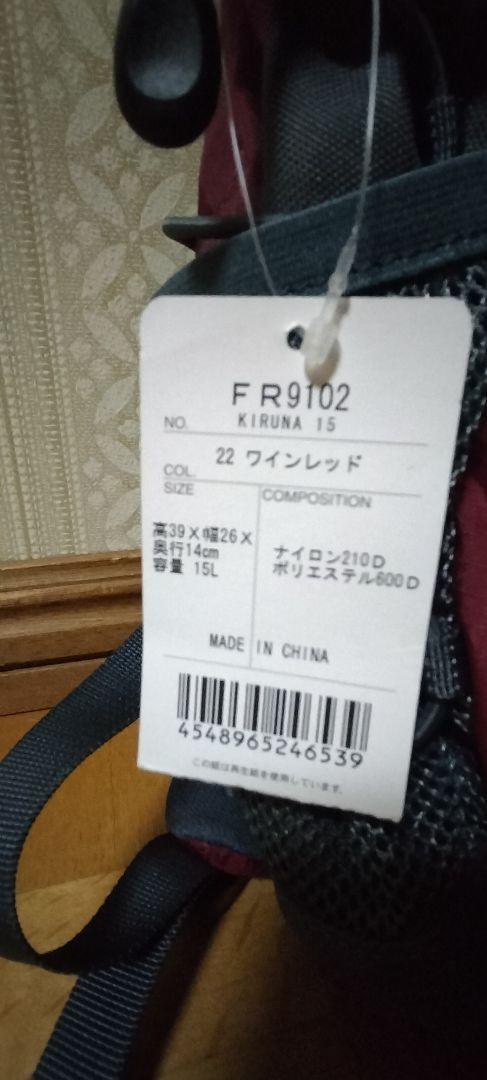 FR9102
NO. KIRUNA 15
COL. 22 ワインレッド
SIZE
高39×幅26×
奥行14cm
容量 15L
COMPOSITION
ナイロン210D
ポリエステル600D
MADE IN CHINA
4548965246539
この紙は再生紙を使用しています。